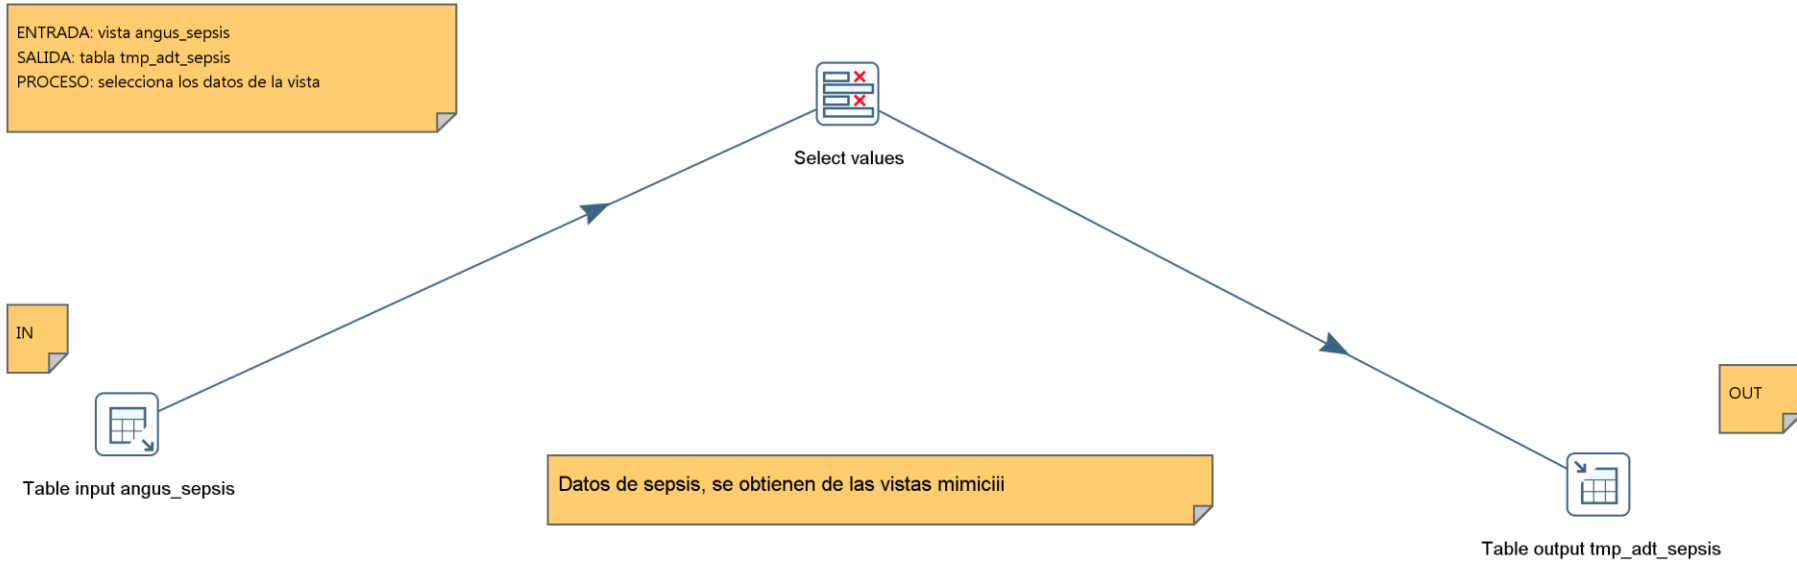 ENTRADA: vista angus_sepsis
SALIDA: tabla tmp_adt_sepsis
PROCESO: selecciona los datos de la vista
Select values
IN
OUT
Table input angus_sepsis
Datos de sepsis, se obtienen de las vistas mimiciii
Table output tmp_adt_sepsis